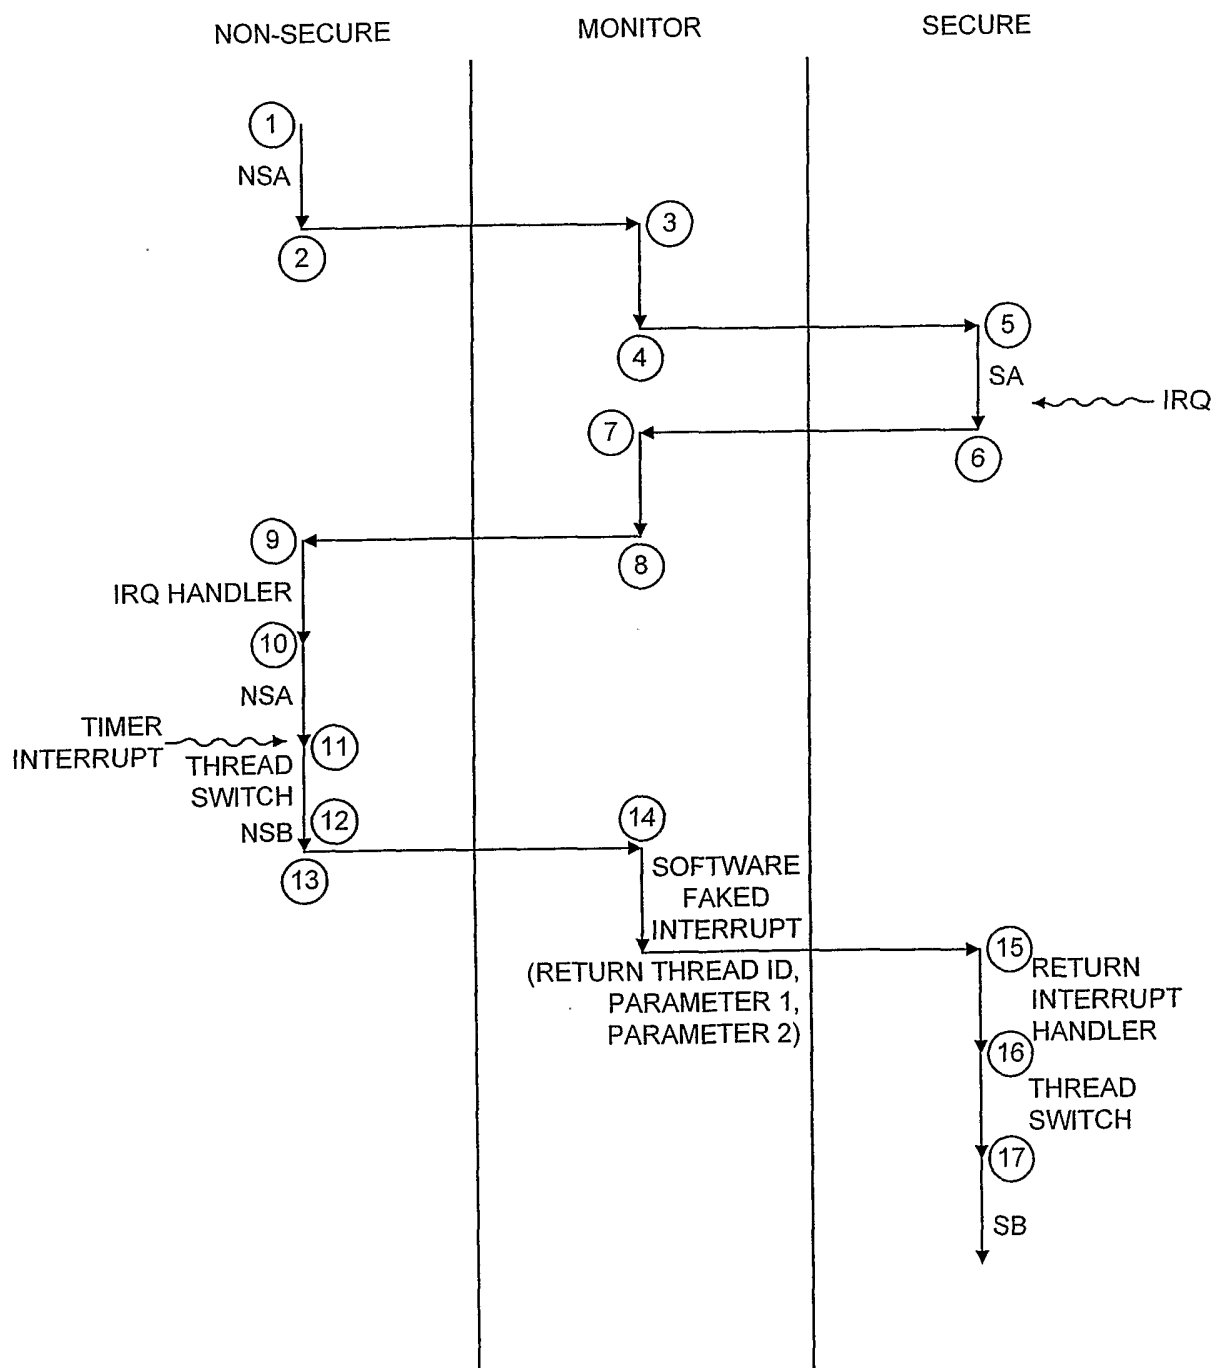 NON-SECURE
MONITOR
SECURE
1
NSA
2
3
4
5
SA
IRQ
6
7
8
9
IRQ HANDLER
10
NSA
TIMER
INTERRUPT
11
THREAD
SWITCH
12
NSB
13
14
SOFTWARE
FAKED
INTERRUPT
(RETURN THREAD ID,
PARAMETER 1,
PARAMETER 2)
15
RETURN
INTERRUPT
HANDLER
16
THREAD
SWITCH
17
SB